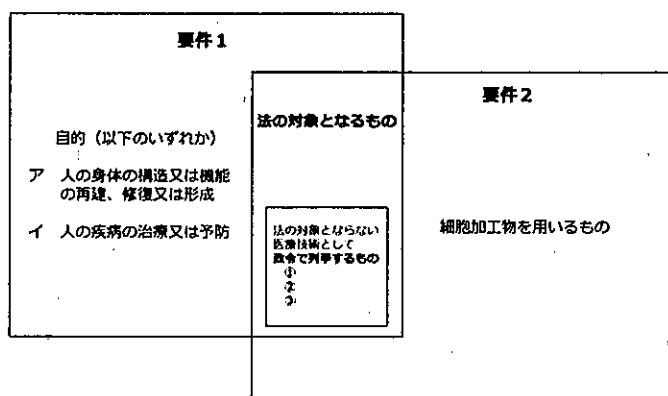 要件1
要件2
法の対象となるもの
目的（以下のいずれか）
ア　人の身体の構造又は機能
の再建、修復又は形成
イ　人の疾病の治療又は予防
法の対象とならない
医療技術として
政令で列挙するもの
①
②
③
細胞加工物を用いるもの